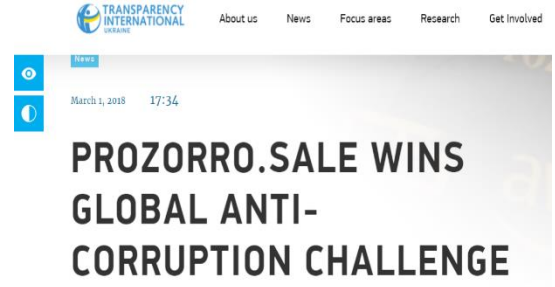 TRANSPARENCY
INTERNATIONAL
UKRAINE
About us News Focus areas Research Get Involved
News
March 1, 2018 17:34
PROZORRO.SALE WINS
GLOBAL ANTI-
CORRUPTION CHALLENGE